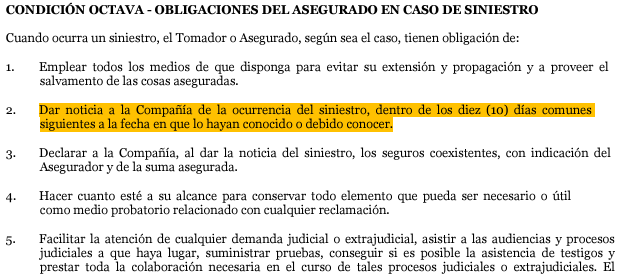 CONDICIÓN OCTAVA - OBLIGACIONES DEL ASEGURADO EN CASO DE SINIESTRO
Cuando ocurra un siniestro, el Tomador o Asegurado, según sea el caso, tienen obligación de:
1. Emplear todos los medios de que disponga para evitar su extensión y propagación y a proveer el
salvamento de las cosas aseguradas.
2. Dar noticia a la Compañía de la ocurrencia del siniestro, dentro de los diez (10) días comunes
siguientes a la fecha en que lo hayan conocido o debido conocer.
3. Declarar a la Compañía, al dar la noticia del siniestro, los seguros coexistentes, con indicación del
Asegurador y de la suma asegurada.
4. Hacer cuanto esté a su alcance para conservar todo elemento que pueda ser necesario o útil
como medio probatorio relacionado con cualquier reclamación.
5. Facilitar la atención de cualquier demanda judicial o extrajudicial, asistir a las audiencias y procesos
judiciales a que haya lugar, suministrar pruebas, conseguir si es posible la asistencia de testigos y
prestar toda la colaboración necesaria en el curso de tales procesos judiciales o extrajudiciales. El